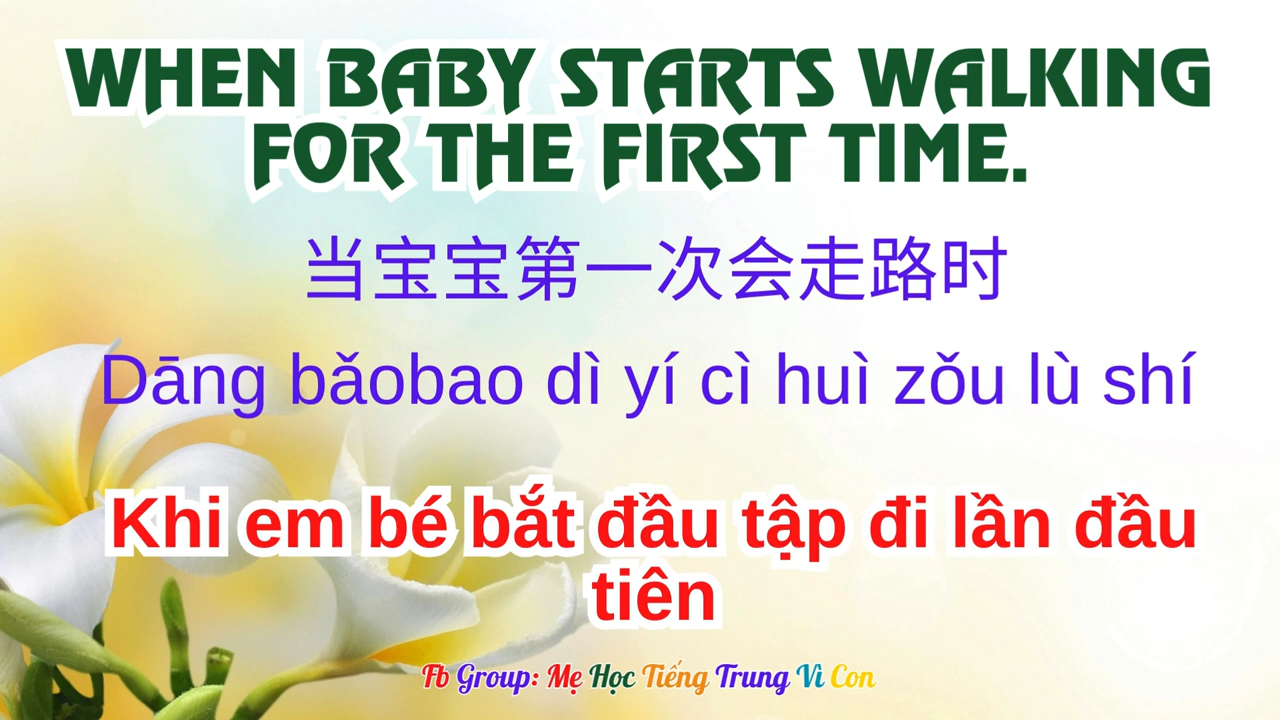 WHEN BABY STARTS WALKING
FOR THE FIRST TIME.
当宝宝第一次会走路时
Dāng bǎobao dì yí cì huì zǒu lù shí
Khi em bé bắt đầu tập đi lần đầu
tiên
Fb Group: Mẹ Học Tiếng Trung Vì Con